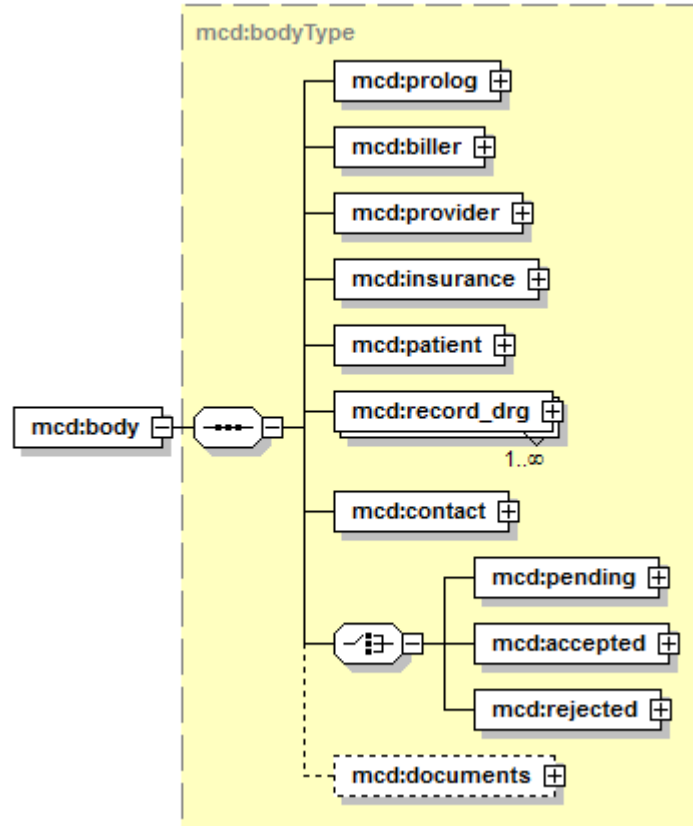 mcd:bodyType
mcd:prolog
mcd:biller
mcd:provider
mcd:insurance
mcd:patient
mcd:body
mcd:record_drg
1..∞
mcd:contact
mcd:pending
mcd:accepted
mcd:rejected
mcd:documents